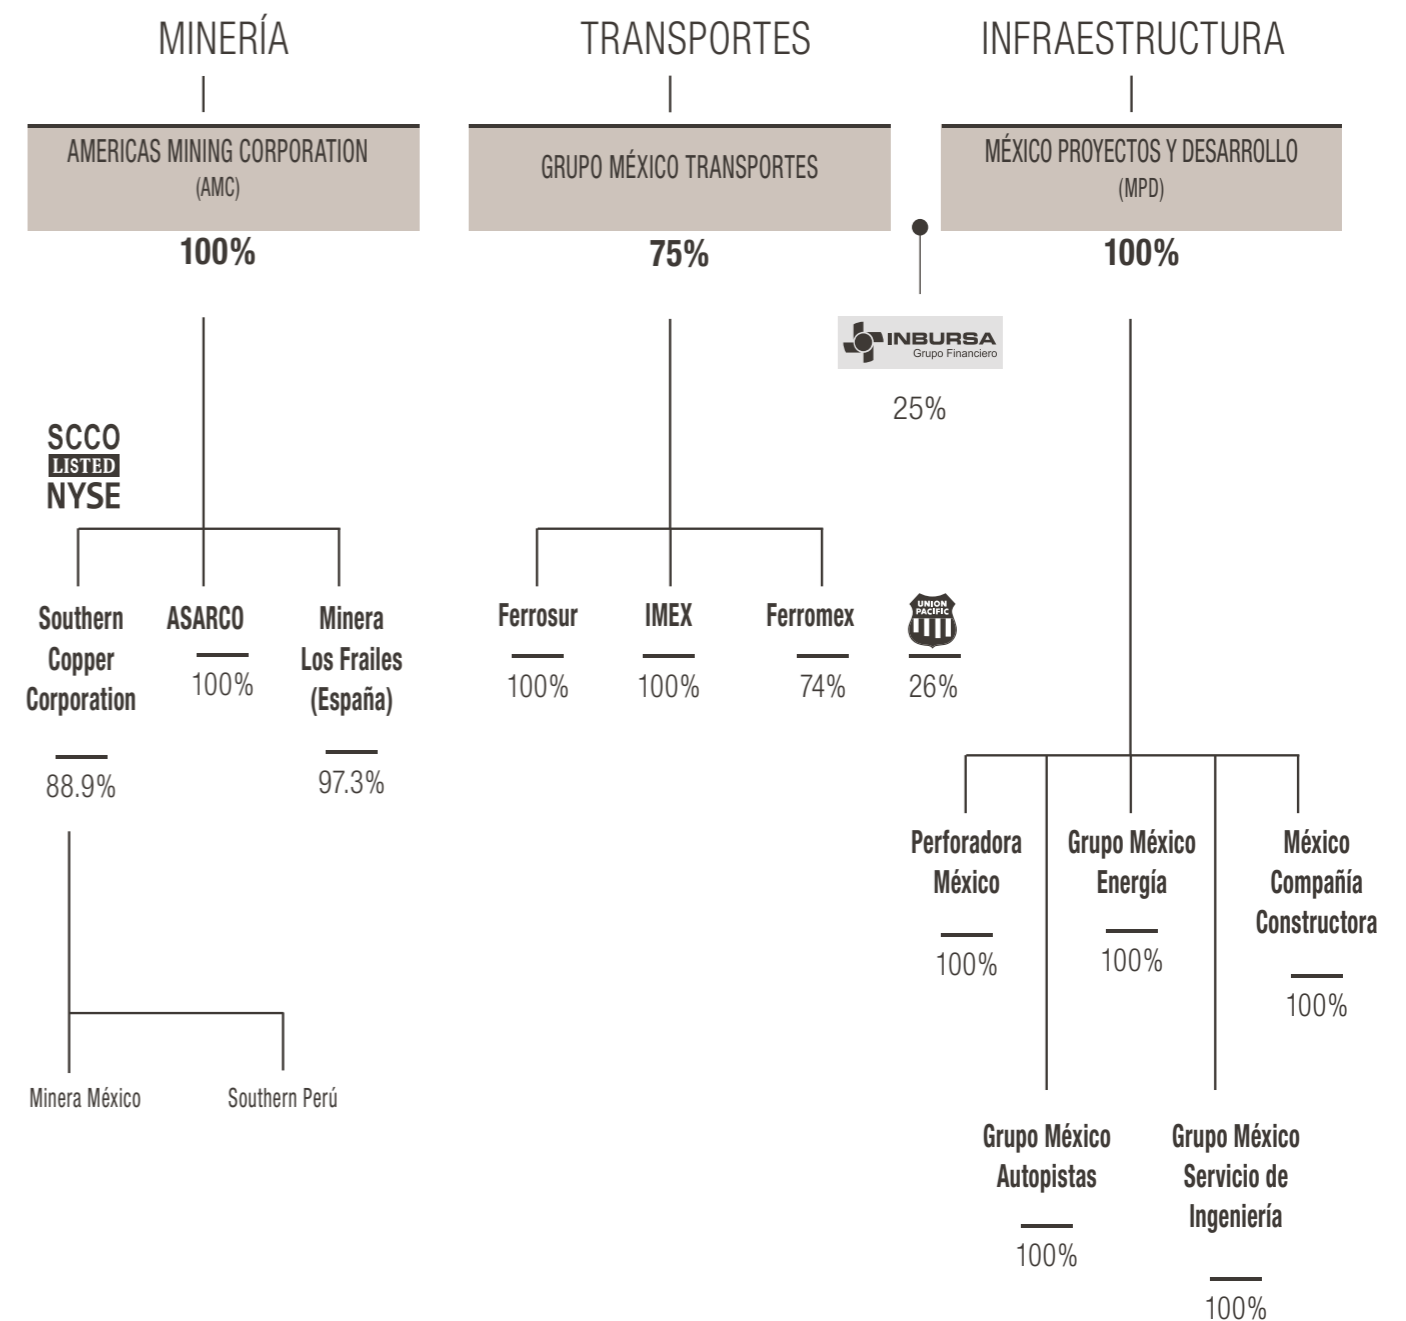 MINERÍA
AMERICAS MINING CORPORATION
(AMC)
100%
SCCO
LISTED
NYSE
Southern
Copper
Corporation
88.9%
ASARCO
100%
Minera
Los Frailes
(España)
97.3%
Minera México
Southern Perú
TRANSPORTES
GRUPO MÉXICO TRANSPORTES
75%
INBURSA
Grupo Financiero
25%
Ferrosur
100%
IMEX
100%
Ferromex
74%
UNION
PACIFIC
26%
INFRAESTRUCTURA
MÉXICO PROYECTOS Y DESARROLLO
(MPD)
100%
Perforadora
México
100%
Grupo México
Energía
100%
México
Compañía
Constructora
100%
Grupo México
Autopistas
100%
Grupo México
Servicio de
Ingeniería
100%